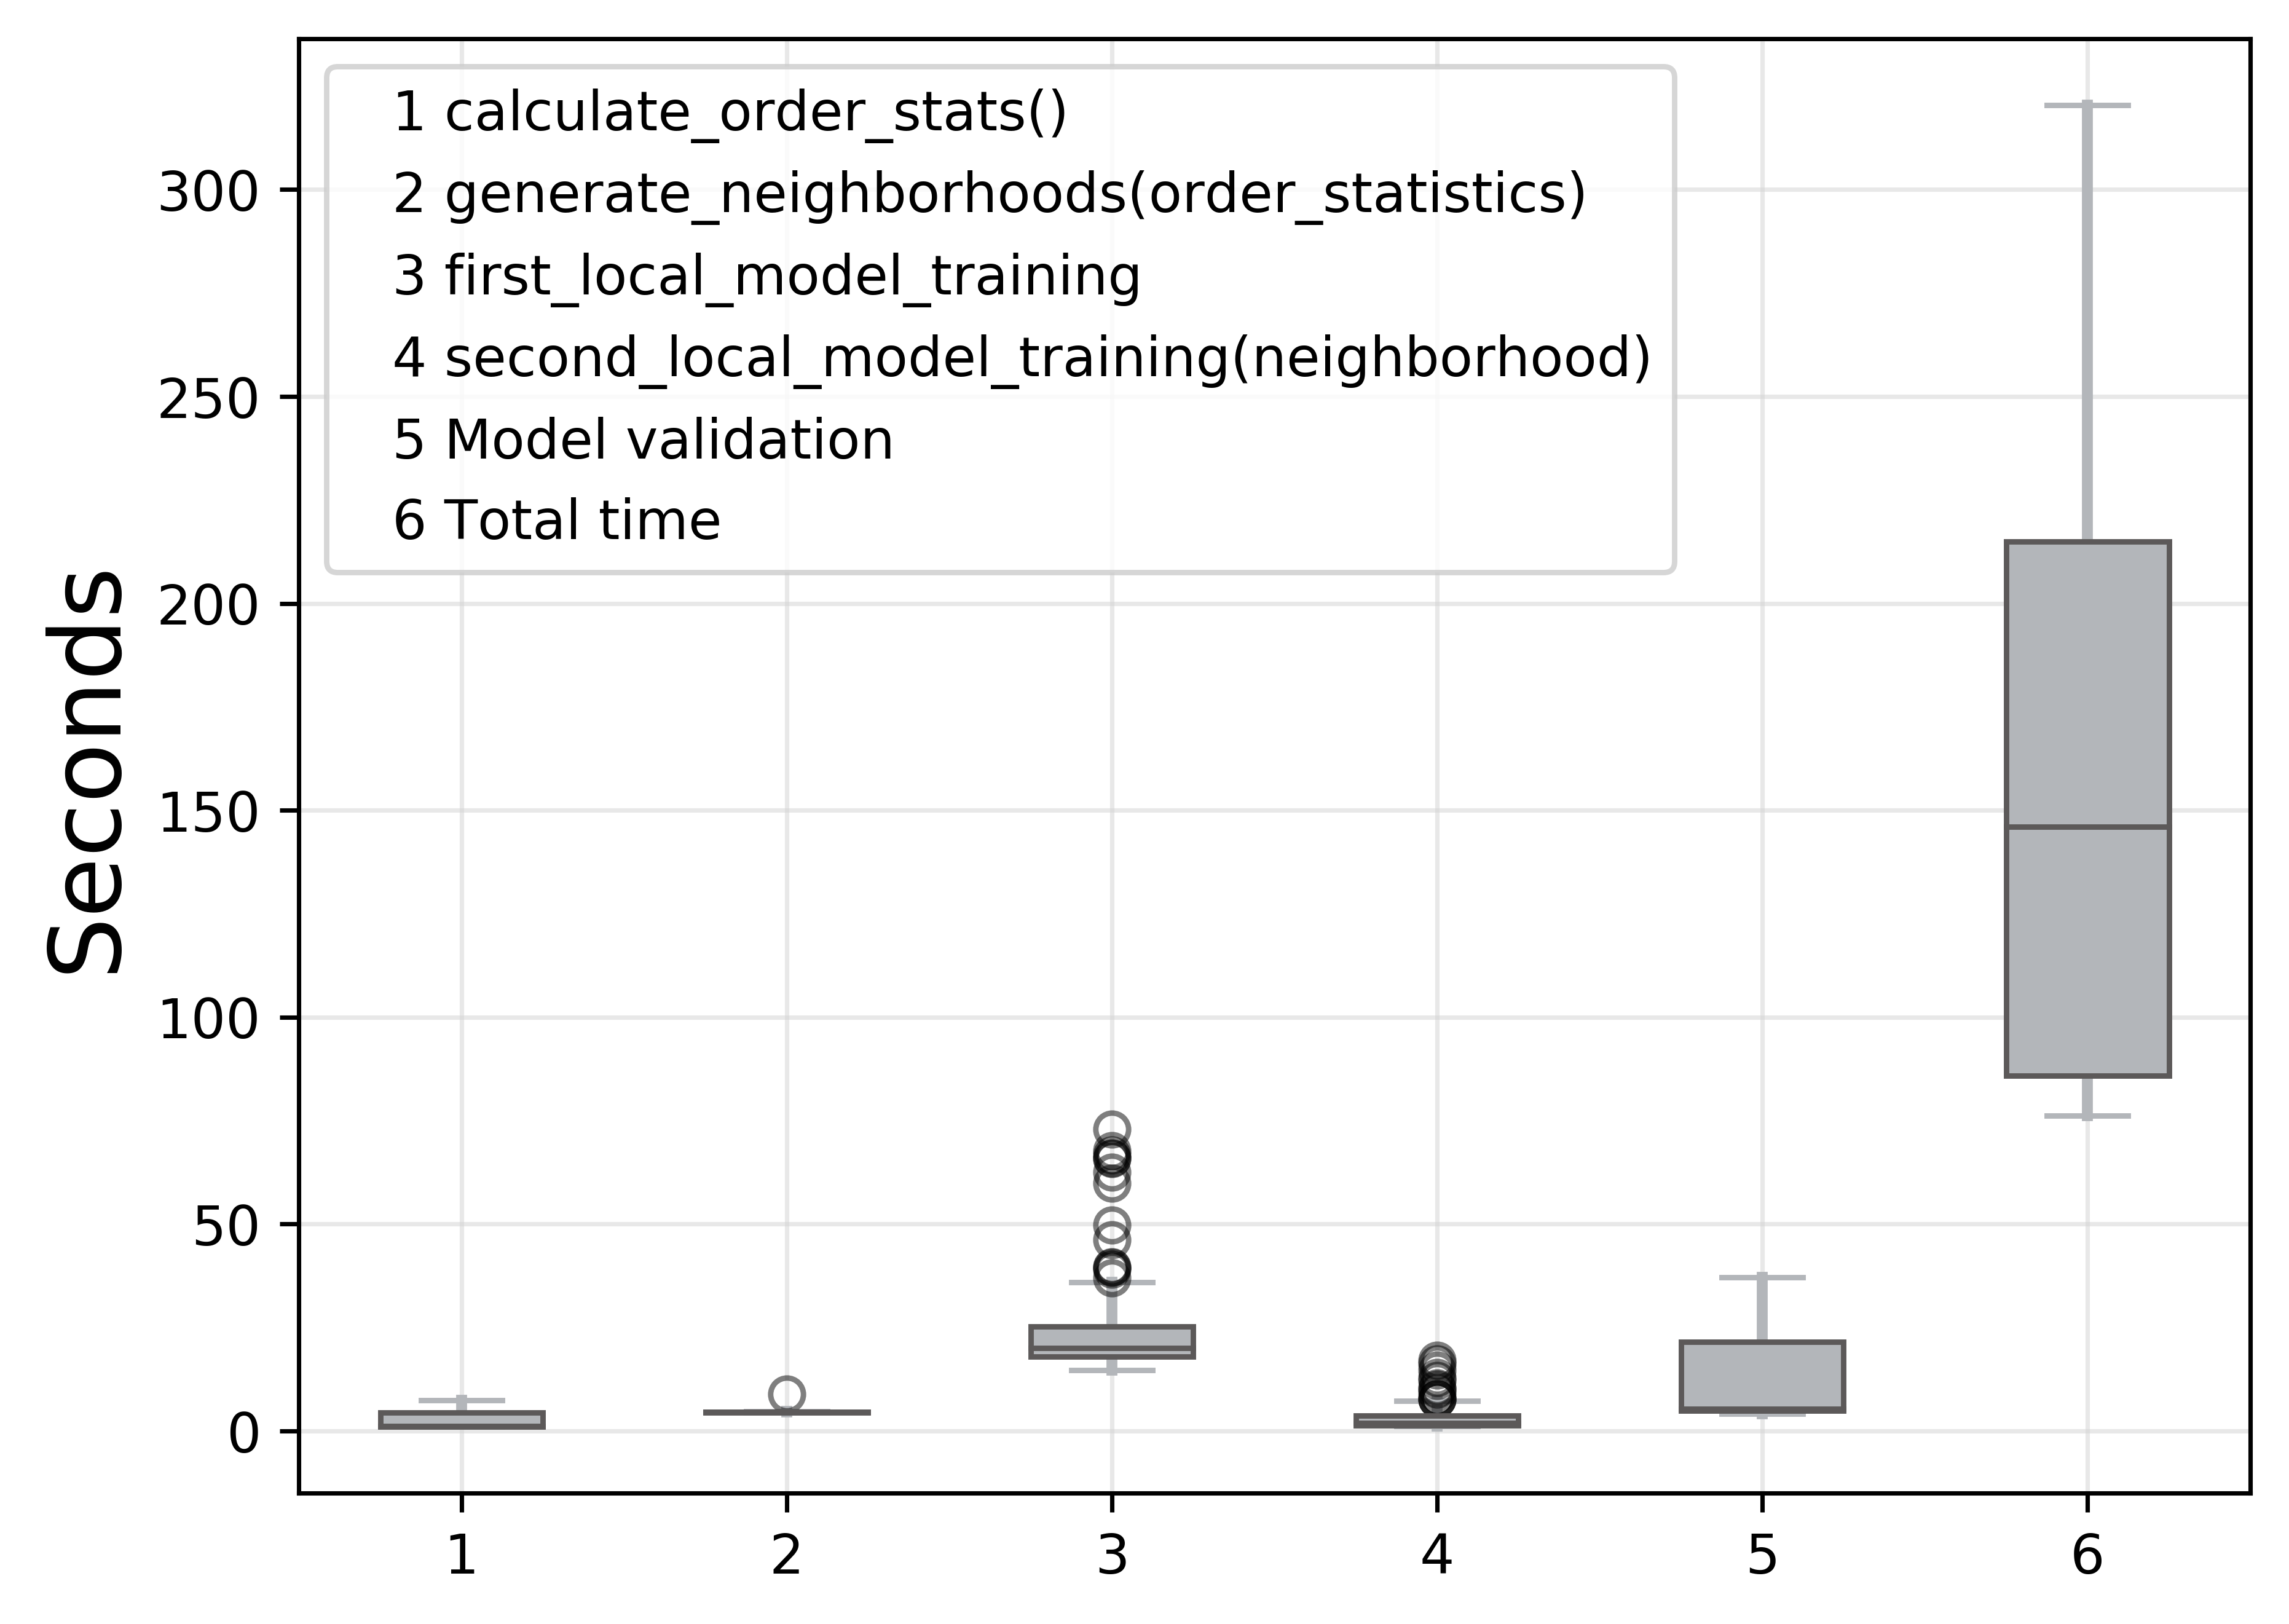 1 calculate_order_stats()
2 generate_neighborhoods(order_statistics)
3 first_local_model_training
4 second_local_model_training(neighborhood)
5 Model validation
6 Total time
Seconds
300
250
200
150
100
50
0
1 2 3 4 5 6